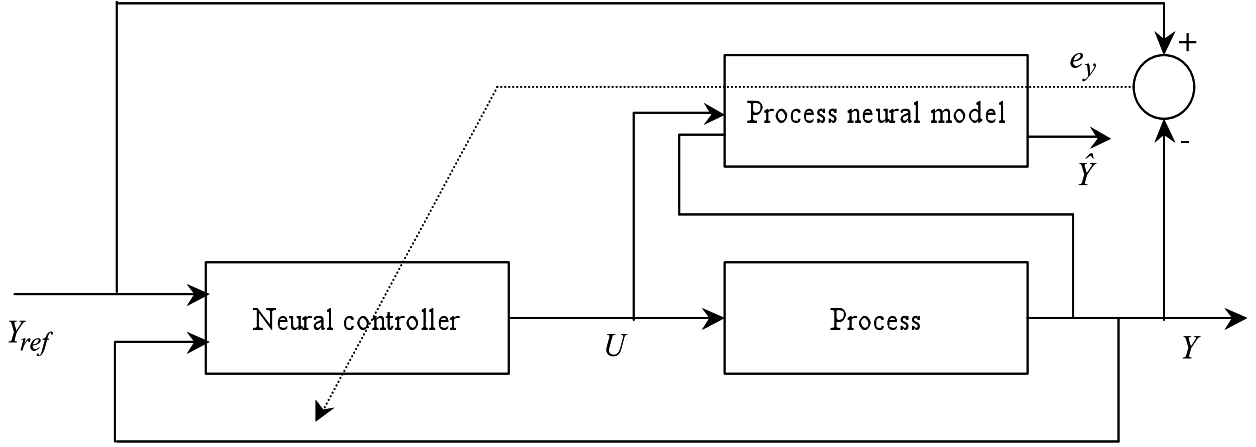 +
e_y
Process neural model
-
Ŷ
Neural controller
Process
Y_ref
U
Y